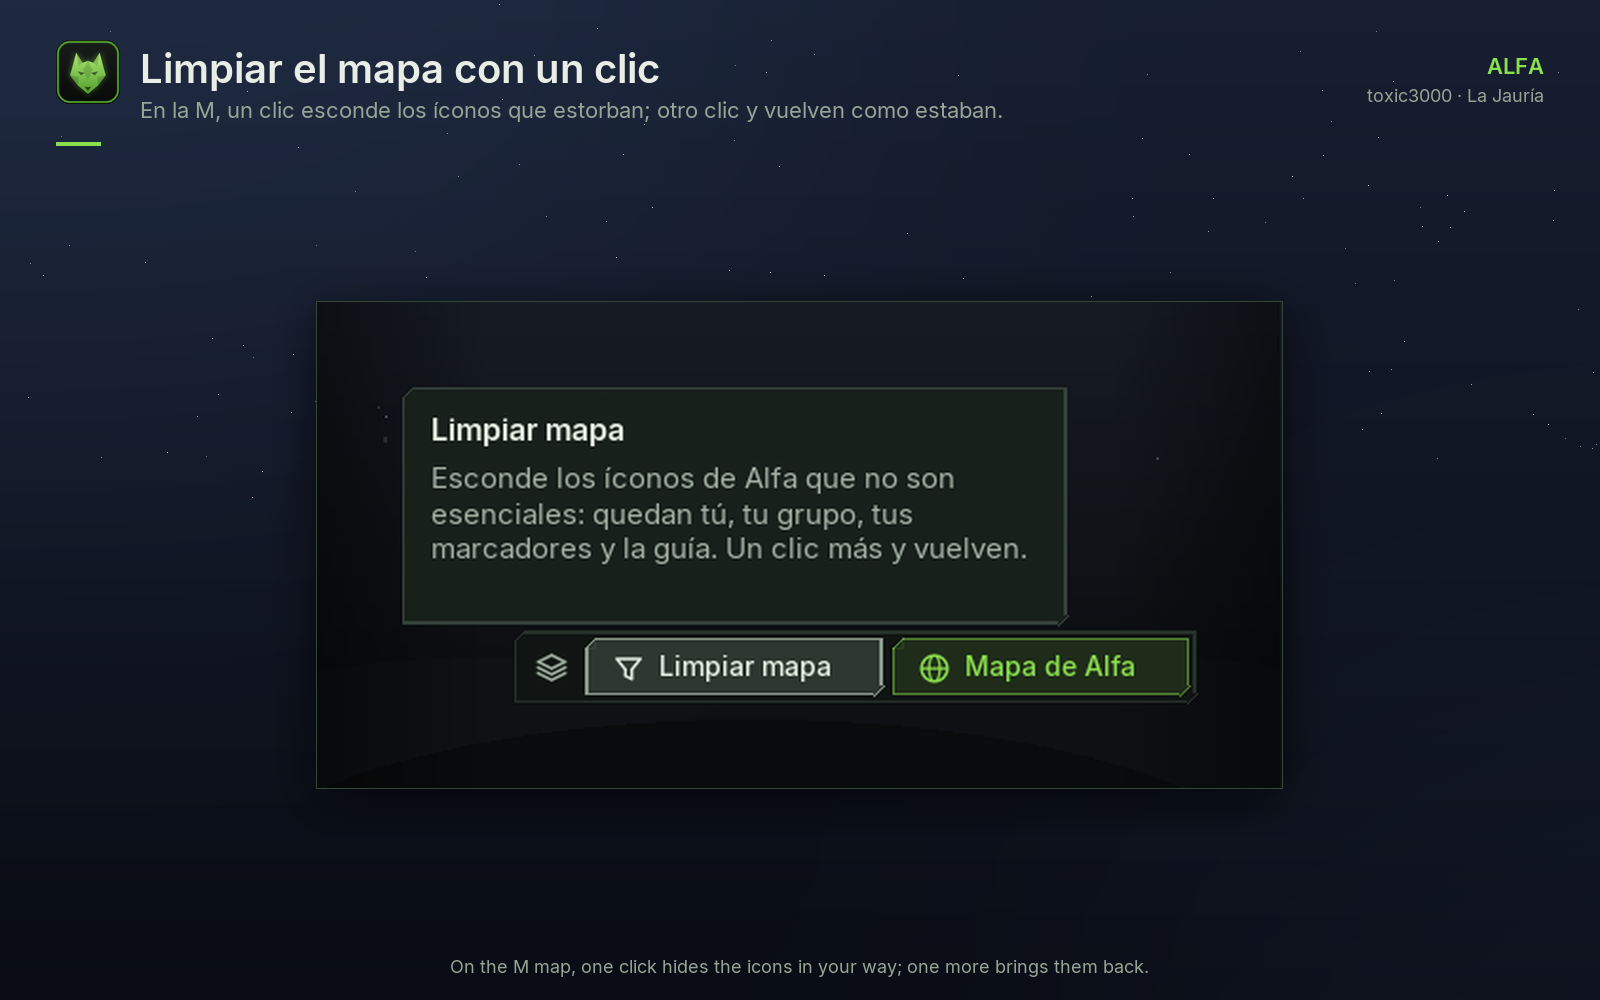 Limpiar el mapa con un clic
En la M, un clic esconde los íconos que estorban; otro clic y vuelven como estaban.
ALFA
toxic3000 · La Jauría
Limpiar mapa
Esconde los íconos de Alfa que no son
esenciales: quedan tú, tu grupo, tus
marcadores y la guía. Un clic más y vuelven.
Limpiar mapa
Mapa de Alfa
On the M map, one click hides the icons in your way; one more brings them back.